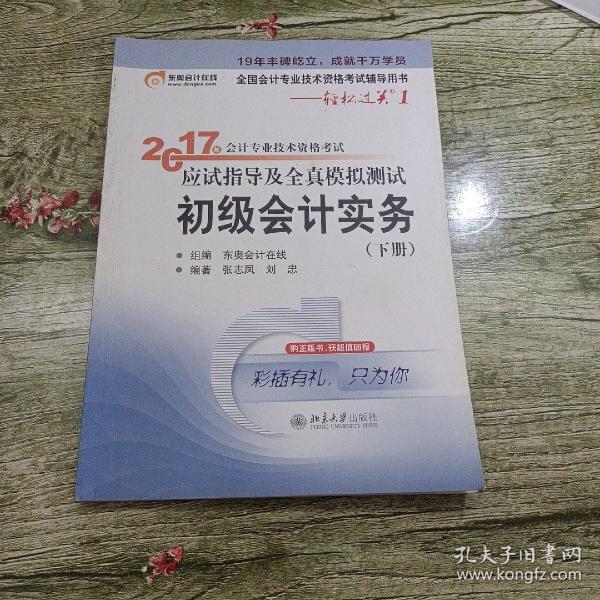 19年丰碑屹立,成就千万学员
东奥会计在线
www.dongao.com
全国会计专业技术资格考试辅导用书
——轻松过关®1
2017年会计专业技术资格考试
应试指导及全真模拟测试
初级会计实务
(下册)
组编 东奥会计在线
编著 张志凤 刘忠
购正版书,获超值回报
彩插有礼,只为你
北京大学出版社
孔夫子旧书网
www.kongfz.com